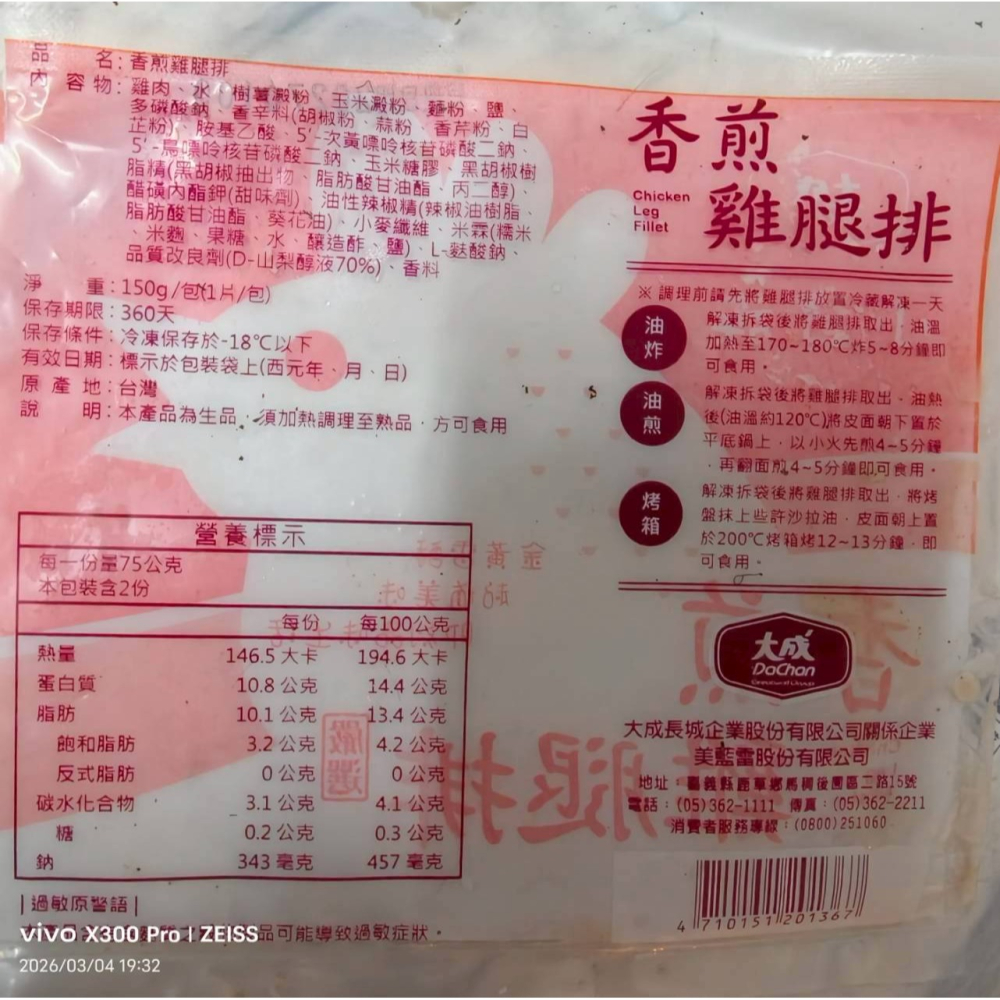 品名：香煎雞腿排
內容物：雞肉、水、樹薯澱粉、玉米澱粉、麵粉、鹽、
多磷酸鈉、香辛料(胡椒粉、蒜粉、香芹粉、白
芷粉)、胺基乙酸、5'-次黃嘌呤核苷磷酸二鈉、
5'-鳥嘌呤核苷磷酸二鈉、玉米糖膠、黑胡椒樹
脂精(黑胡椒抽出物、脂肪酸甘油酯、丙二醇)、
醋磺內酯鉀(甜味劑)、油性辣椒精(辣椒油樹脂、
脂肪酸甘油酯、葵花油)、小麥纖維、米霖(糯米
、米麴、果糖、水、釀造酢、鹽)、L-麩酸鈉、
品質改良劑(D-山梨醇液70%)、香料
淨重：150g/包(1片/包)
保存期限：360天
保存條件：冷凍保存於-18℃以下
有效日期：標示於包裝袋上(西元年、月、日)
原產地：台灣
說明：本產品為生品，須加熱調理至熟品，方可食用
香煎
Chicken
Leg
Fillet
雞腿排
※調理前請先將雞腿排放置冷藏解凍一天
油炸
解凍拆袋後將雞腿排取出，油溫
加熱至170~180℃炸5~8分鐘即
可食用。
油煎
解凍拆袋後將雞腿排取出，油熱
後(油溫約120℃)將皮面朝下置於
平底鍋上，以小火先煎4~5分鐘
，再翻面煎4~5分鐘即可食用。
烤箱
解凍拆袋後將雞腿排取出，將烤
盤抹上些許沙拉油，皮面朝上置
於200℃烤箱烤12~13分鐘，即
可食用。
營養標示
每一份量75公克
本包裝含2份
每份 每100公克
熱量 146.5 大卡 194.6 大卡
蛋白質 10.8 公克 14.4 公克
脂肪 10.1 公克 13.4 公克
飽和脂肪 3.2 公克 4.2 公克
反式脂肪 0 公克 0 公克
碳水化合物 3.1 公克 4.1 公克
糖 0.2 公克 0.3 公克
鈉 343 毫克 457 毫克
嚴選
大成
DaChan
大成長城企業股份有限公司關係企業
美藍雷股份有限公司
地址：嘉義縣鹿草鄉馬稠後園區二路15號
電話：(05)362-1111 傳真：(05)362-2211
消費者服務專線：(0800)251060
4 710151 201367
|過敏原警語|
品可能導致過敏症狀。
vivo X300 Pro | ZEISS
2026/03/04 19:32